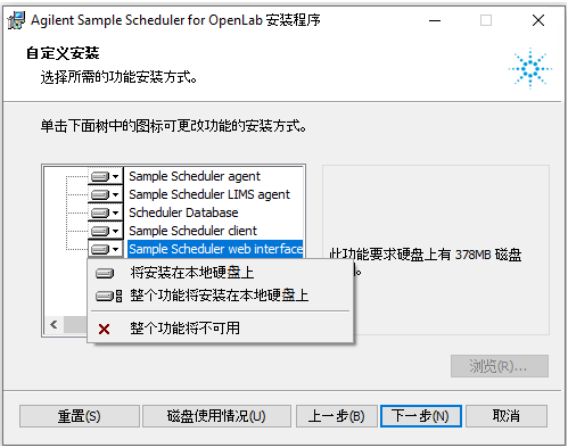 Agilent Sample Scheduler for OpenLab 安装程序
自定义安装
选择所需的功能安装方式。
单击下面树中的图标可更改功能的安装方式。
Sample Scheduler agent
Sample Scheduler LIMS agent
Scheduler Database
Sample Scheduler client
Sample Scheduler web interface
此功能要求硬盘上有 378MB 磁盘
将安装在本地硬盘上
整个功能将安装在本地硬盘上
整个功能将不可用
浏览(R)...
重置(S)
磁盘使用情况(U)
上一步(B)
下一步(N)
取消